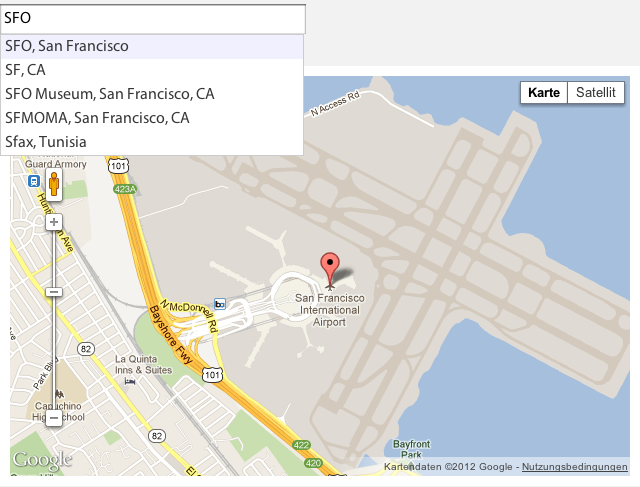 SFO
SFO, San Francisco
SF, CA
SFO Museum, San Francisco, CA
SFMOMA, San Francisco, CA
Sfax, Tunisia
Karte
Satellit
N Access Rd
Guard Armory
101
423A
Huntington Ave
N McDonnell Rd
Bayshore Fwy
San Francisco
International
Airport
82
La Quinta
Inns & Suites
101
Park Blvd
Capuchino
High School
82
422
420
Bayfront
Park
Google
Kartendaten ©2012 Google - Nutzungsbedingungen